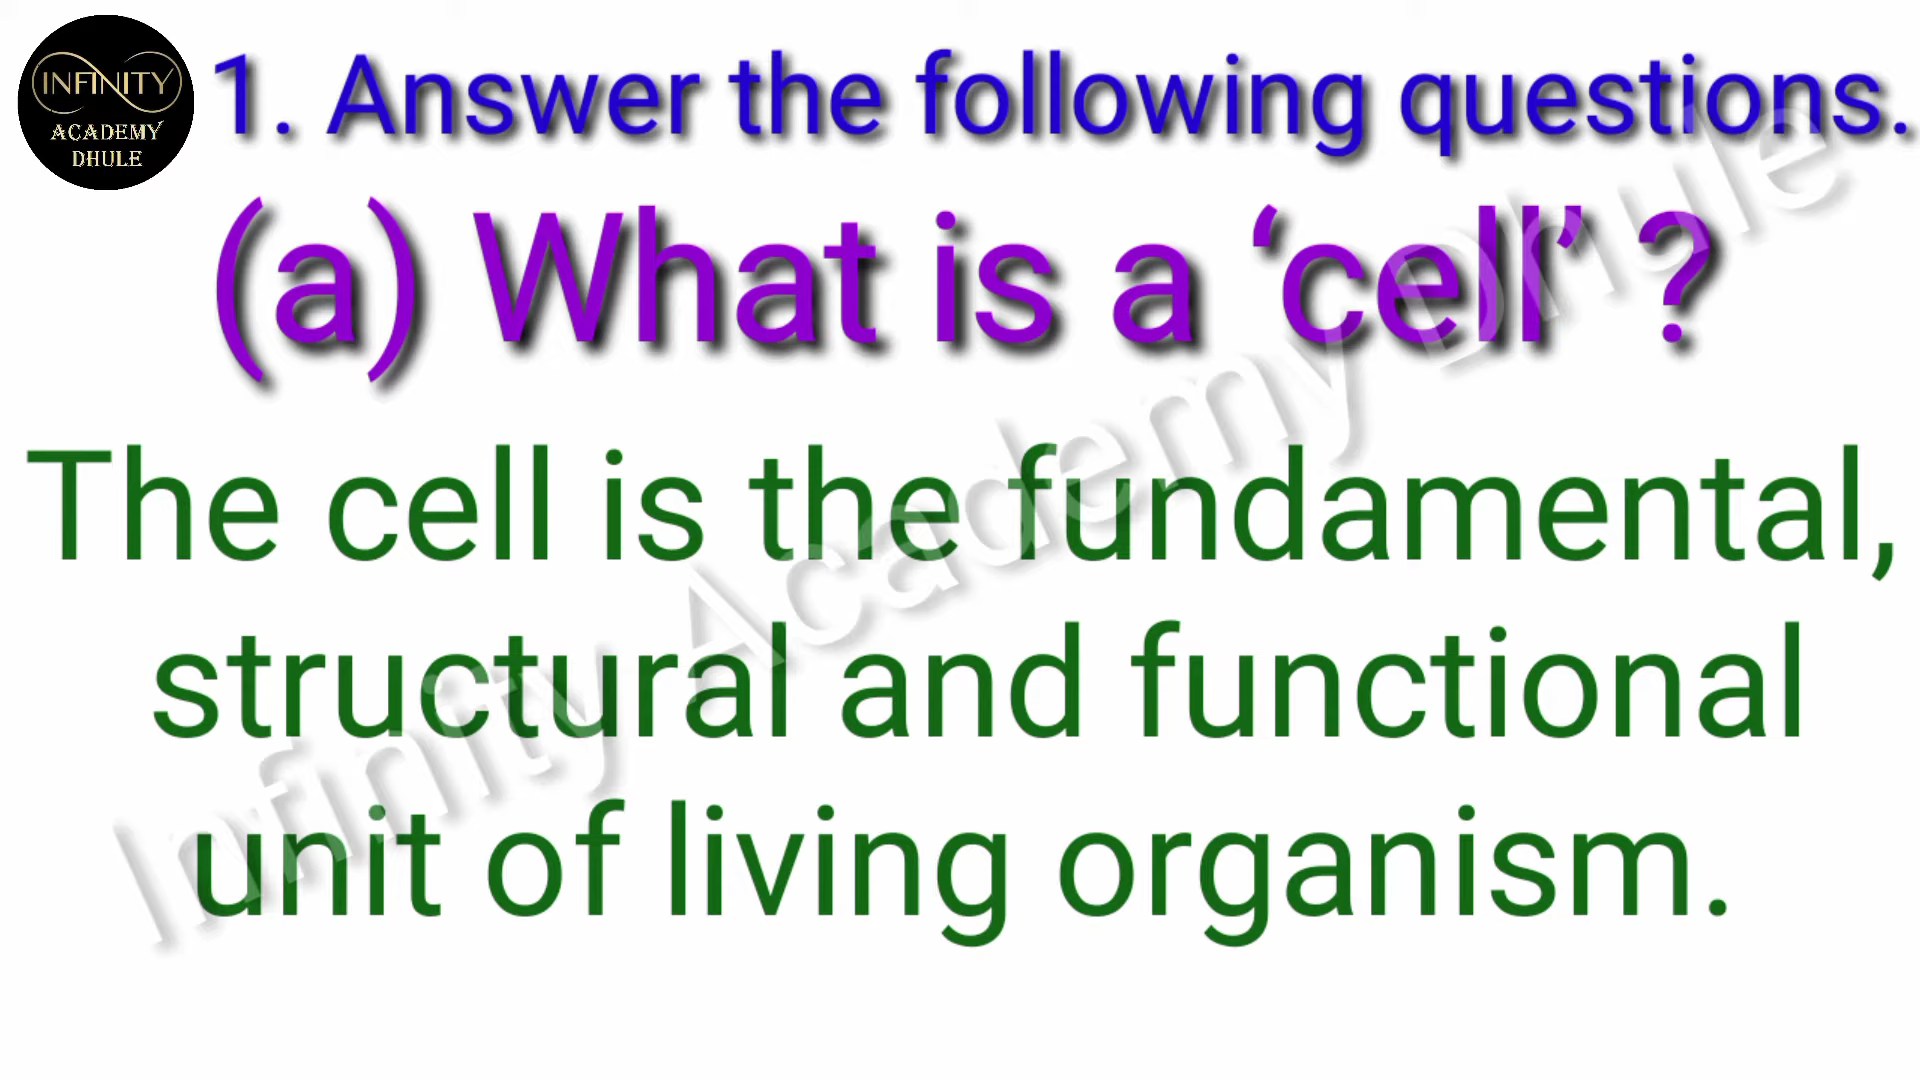 INFINITY
ACADEMY
DHULE
1. Answer the following questions.
(a) What is a ‘cell’ ?
The cell is the fundamental,
structural and functional
unit of living organism.
Infinity Academy Dhule